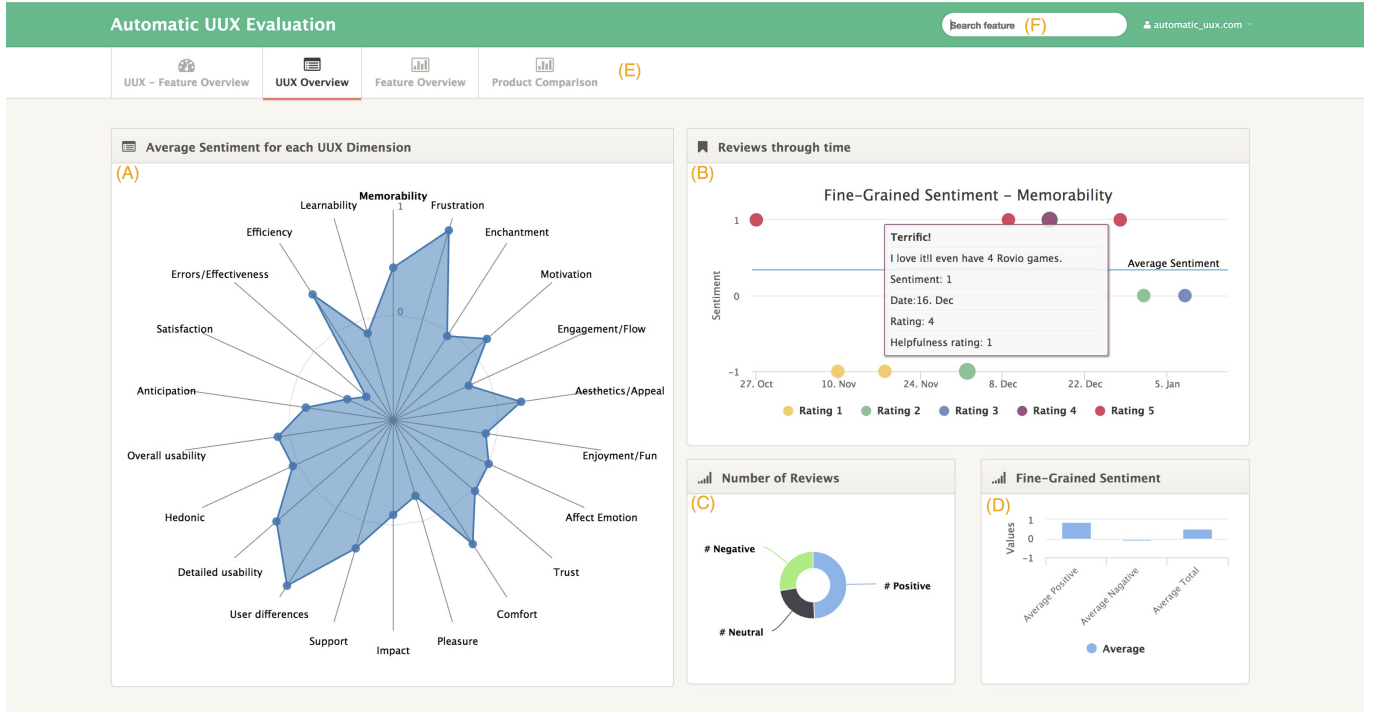 Automatic UUX Evaluation
Search feature (F)
automatic_uux.com
UUX – Feature Overview
UUX Overview
Feature Overview
Product Comparison
(E)
Average Sentiment for each UUX Dimension
(A)
Memorability
Frustration
Enchantment
Motivation
Engagement/Flow
Aesthetics/Appeal
Enjoyment/Fun
Affect Emotion
Trust
Comfort
Pleasure
Impact
Support
User differences
Detailed usability
Hedonic
Overall usability
Anticipation
Satisfaction
Errors/Effectiveness
Efficiency
Learnability
1
0
Reviews through time
(B)
Fine-Grained Sentiment – Memorability
Sentiment
1
0
-1
Terrific!
I love it!I even have 4 Rovio games.
Sentiment: 1
Date:16. Dec
Rating: 4
Helpfulness rating: 1
Average Sentiment
27. Oct 10. Nov 24. Nov 8. Dec 22. Dec 5. Jan
Rating 1 Rating 2 Rating 3 Rating 4 Rating 5
Number of Reviews
(C)
# Negative
# Positive
# Neutral
Fine-Grained Sentiment
(D)
Values
1
0
-1
Average Positive
Average Nagative
Average Total
Average